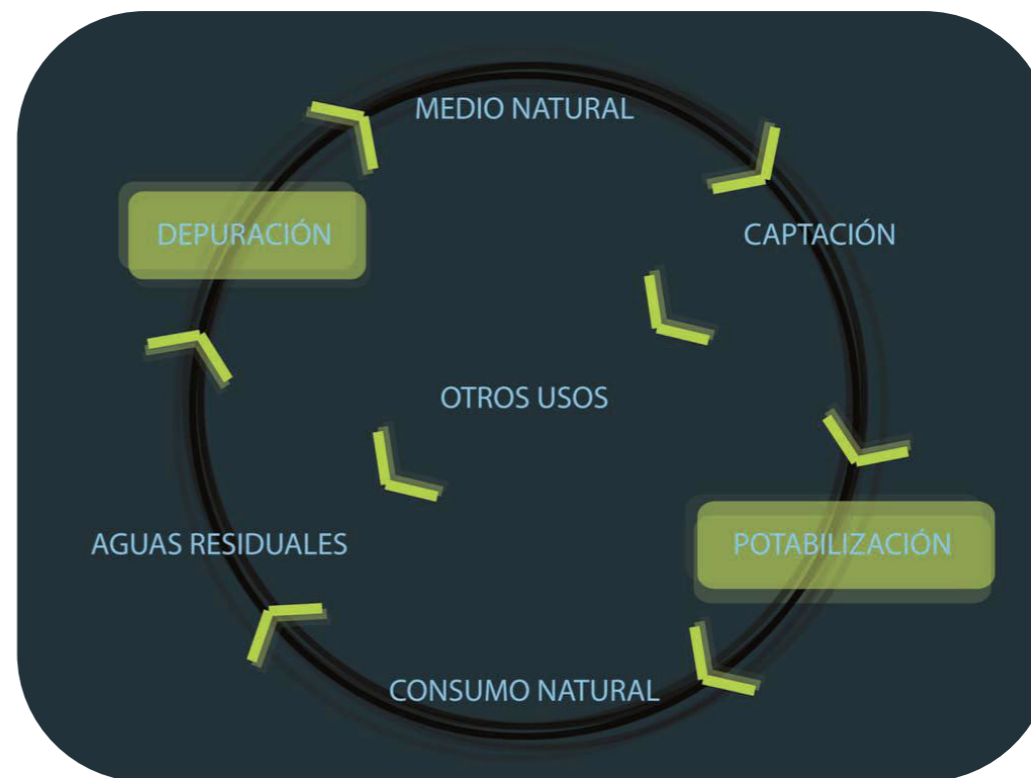 MEDIO NATURAL
DEPURACIÓN
CAPTACIÓN
OTROS USOS
AGUAS RESIDUALES
POTABILIZACIÓN
CONSUMO NATURAL